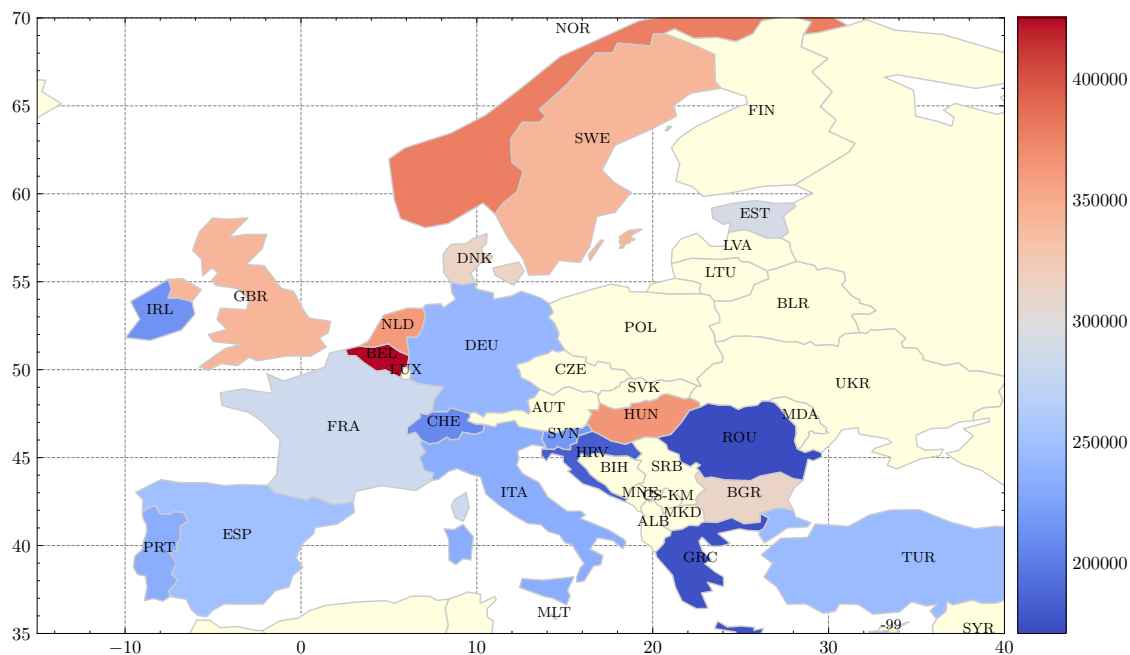 70
NOR
400000
65
FIN
SWE
350000
60
EST
LVA
DNK
55
LTU
GBR
BLR
IRL
300000
NLD
POL
DEU
BEL
50
LUX
CZE
UKR
SVK
AUT
HUN
MDA
CHE
FRA
SVN
ROU
250000
45
HRV
BIH
SRB
ITA
MNE
CS-KM
BGR
MKD
ALB
ESP
PRT
40
GRC
TUR
200000
MLT
-99
SYR
35
−10
0
10
20
30
40